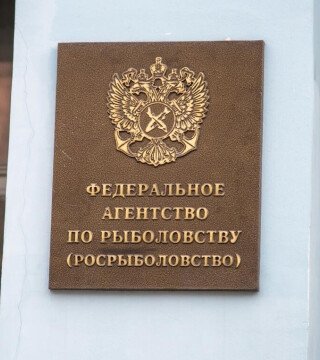 ФЕДЕРАЛЬНОЕ
АГЕНТСТВО
ПО РЫБОЛОВСТВУ
(РОСРЫБОЛОВСТВО)